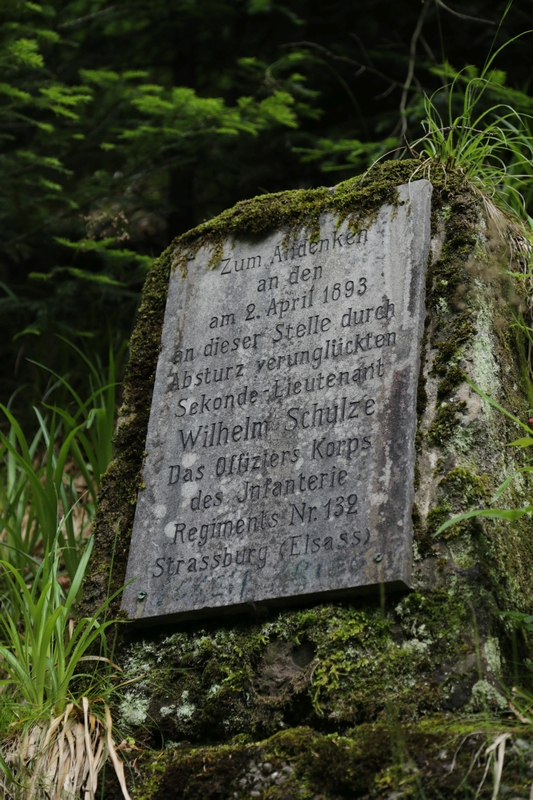 Zum Andenken
an den
am 2. April 1893
an dieser Stelle durch
Absturz verunglückten
Sekonde-Lieutenant
Wilhelm Schulze
Das Offiziers Korps
des Jnfanterie
Regiments Nr. 132
Strassburg (Elsass)